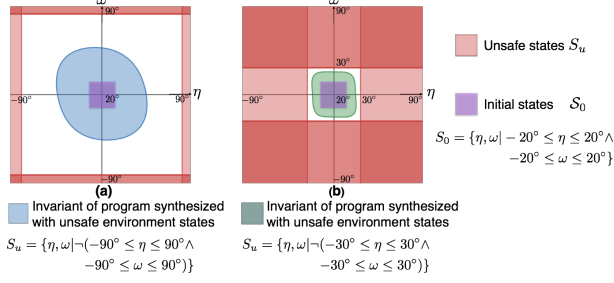 ω
90°
η
-90°
20°
90°
-90°
(a)
ω
90°
30°
η
-90°
20°
30°
90°
-90°
(b)
Unsafe states S_u
Initial states S_0
S_0 = {η, ω| − 20° ≤ η ≤ 20°∧
−20° ≤ ω ≤ 20°}
Invariant of program synthesized
with unsafe environment states
S_u = {η, ω|¬(−90° ≤ η ≤ 90°∧
−90° ≤ ω ≤ 90°)}
Invariant of program synthesized
with unsafe environment states
S_u = {η, ω|¬(−30° ≤ η ≤ 30°∧
−30° ≤ ω ≤ 30°)}